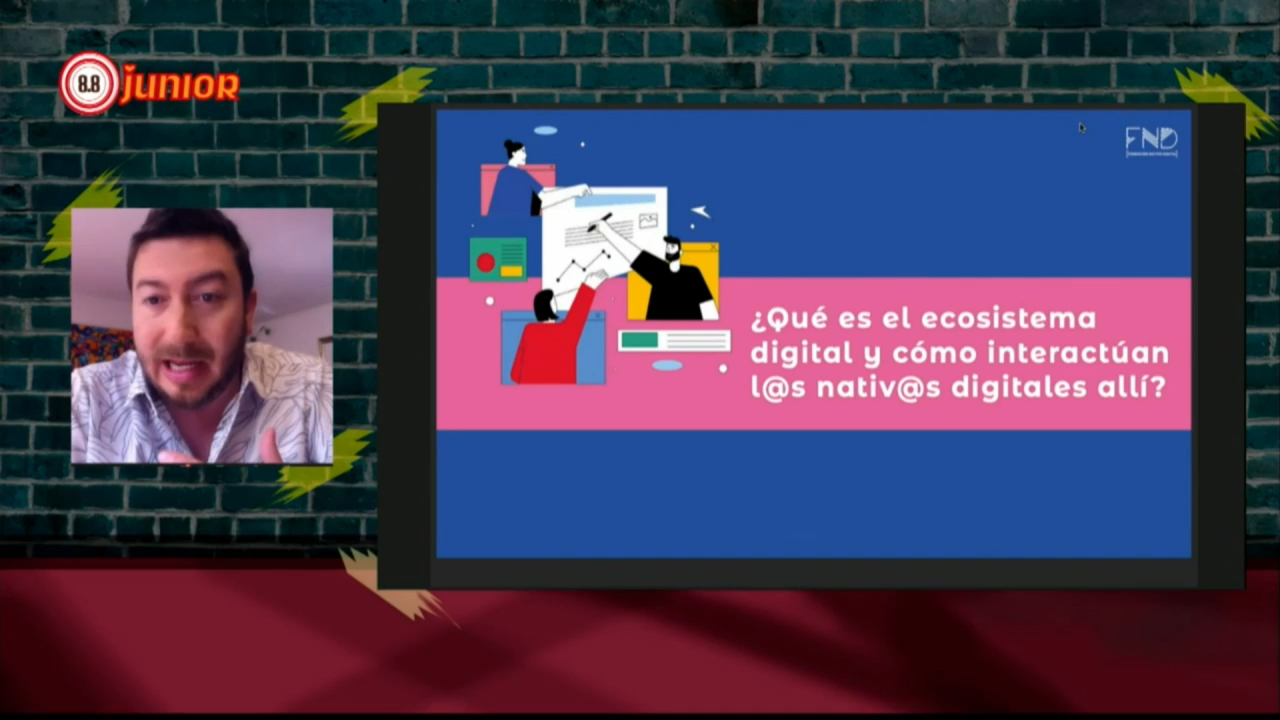 8.8 JUNIOR
FND
¿Qué es el ecosistema
digital y cómo interactúan
l@s nativ@s digitales allí?